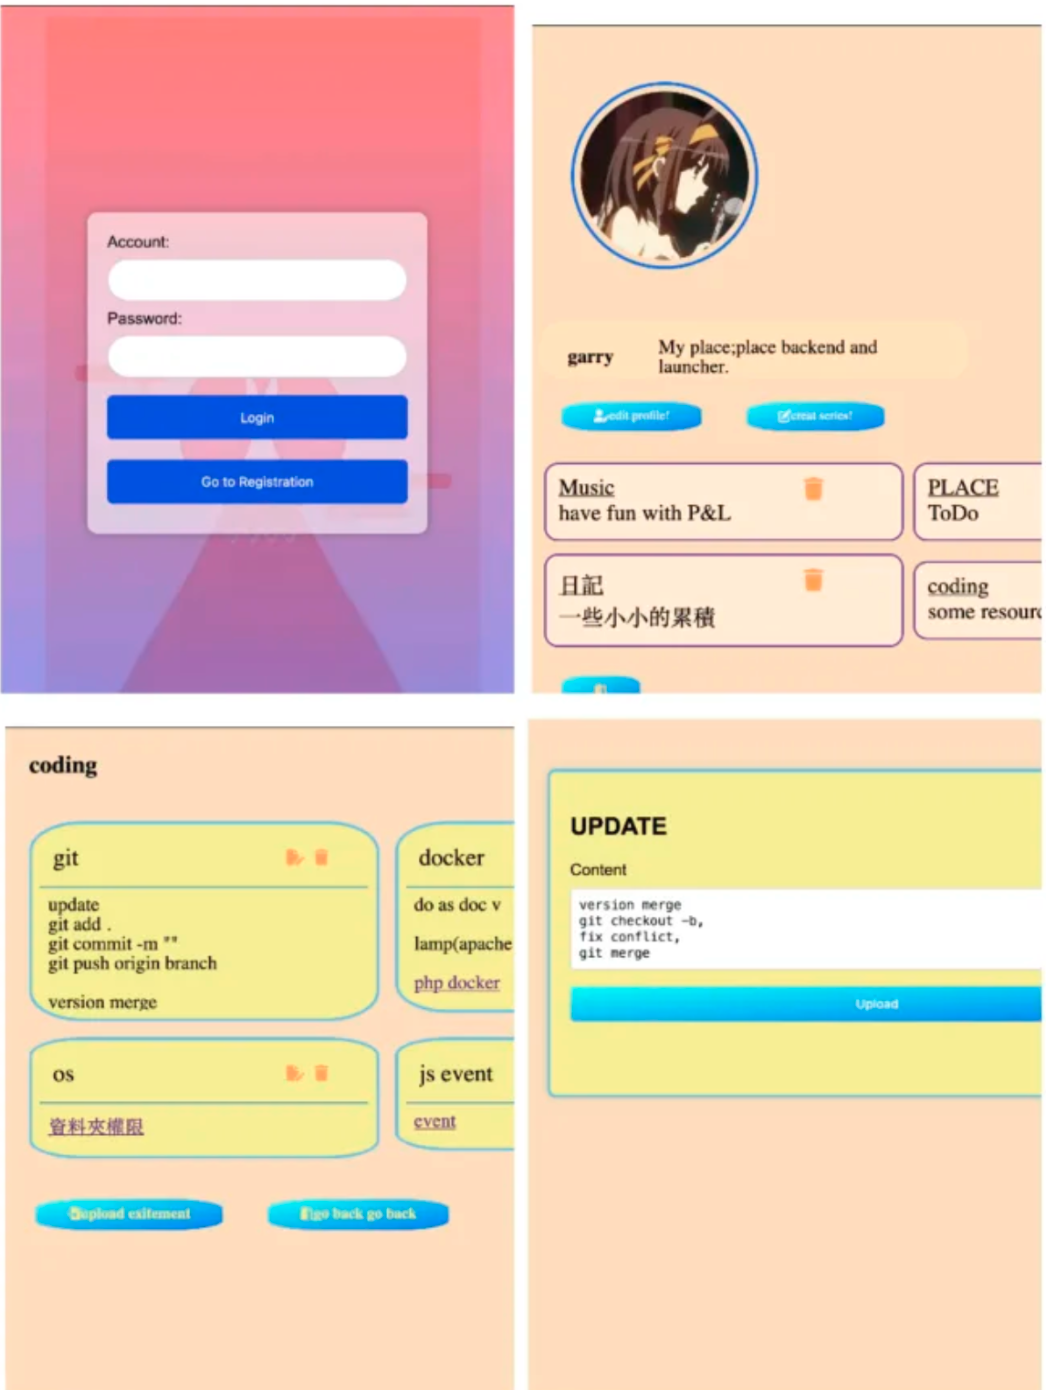 Account:
Password:
Login
Go to Registration
garry
My place;place backend and
launcher.
edit profile!
creat series!
Music
have fun with P&L
PLACE
ToDo
日記
一些小小的累積
coding
some resourc
coding
git
update
git add .
git commit -m ""
git push origin branch
version merge
docker
do as doc v
lamp(apache
php docker
os
資料夾權限
js event
event
upload exitement
go back go back
UPDATE
Content
version merge
git checkout -b,
fix conflict,
git merge
Upload